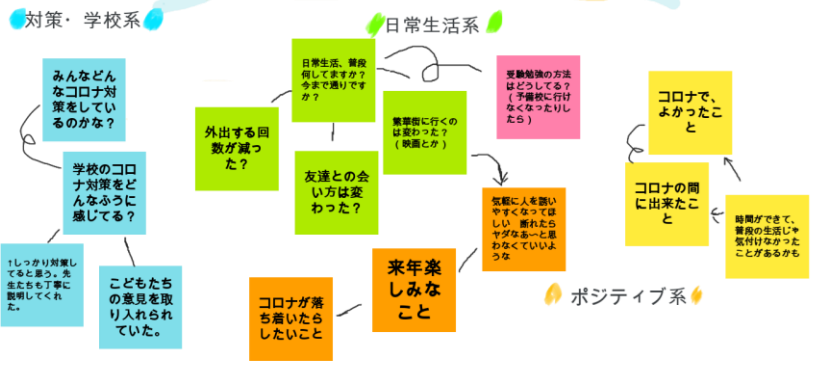 対策・学校系
みんなどん
なコロナ対
策をしてい
るのかな?
学校のコロ
ナ対策をど
んなふうに
感じてる?
↑しっかり対策し
てると思う。先
生たちも丁寧に
説明してくれ
た。
こどもたち
の意見を取
り入れられ
ていた。
日常生活系
日常生活、普段
何してますか?
今まで通りです
か?
外出する回
数が減っ
た?
友達との会
い方は変
わった?
繁華街に行くの
は変わった?
(映画とか)
受験勉強の方法
はどうしてる?
(予備校に行け
なくなったりし
たら)
気軽に人を誘い
やすくなってほ
しい 断れたら
ヤダなあ〜と思
わなくていいよ
うな
来年楽
しみな
こと
コロナが落
ち着いたら
したいこと
ポジティブ系
コロナで、
よかったこ
と
コロナの間
に出来たこ
と
時間ができて、
普段の生活じゃ
気付けなかった
ことがあるかも